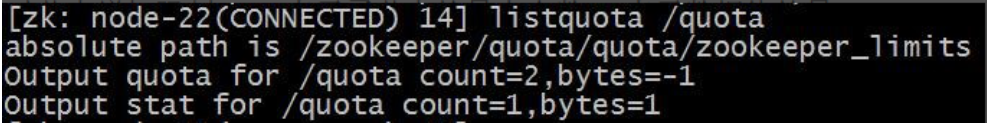 [zk: node-22(CONNECTED) 14] listquota /quota
absolute path is /zookeeper/quota/quota/zookeeper_limits
Output quota for /quota count=2,bytes=-1
Output stat for /quota count=1,bytes=1